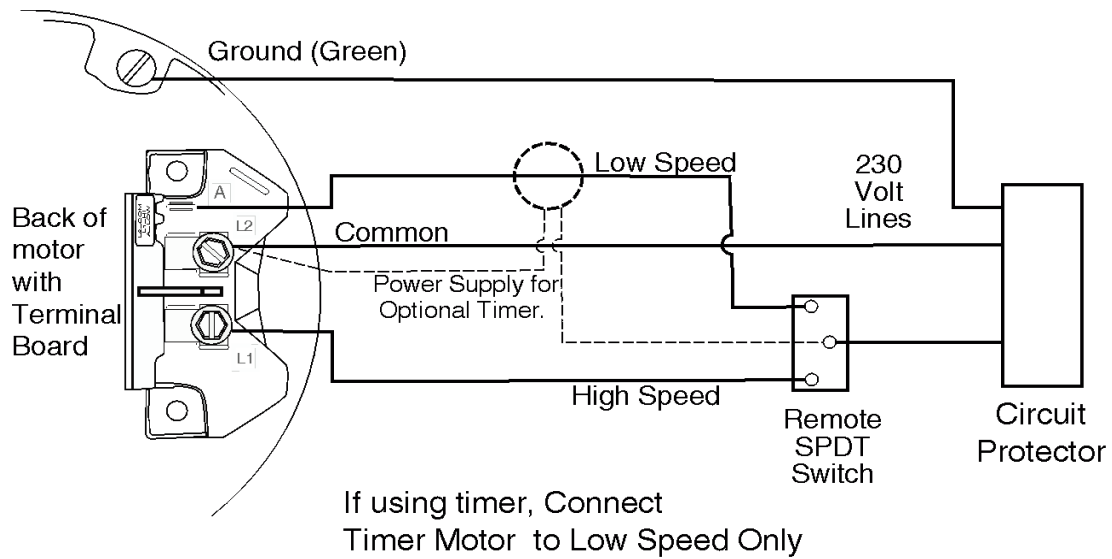 Ground (Green)
Low Speed
230
Volt
Lines
A
L2
Back of
motor
with
Terminal
Board
Common
Power Supply for
Optional Timer.
L1
High Speed
Remote
SPDT
Switch
Circuit
Protector
If using timer, Connect
Timer Motor to Low Speed Only